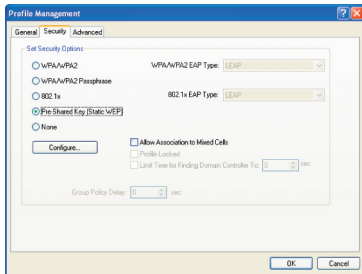 Profile Management
General Security Advanced
Set Security Options
WPA/WPA2 WPA/WPA2 EAP Type: LEAP
WPA/WPA2 Passphrase
802.1x 802.1x EAP Type: LEAP
Pre-Shared Key (Static WEP)
None
Configure... Allow Association to Mixed Cells
Profile Locked
Limit Time for Finding Domain Controller To: 0 sec
Group Policy Delay: 0 sec
OK Cancel